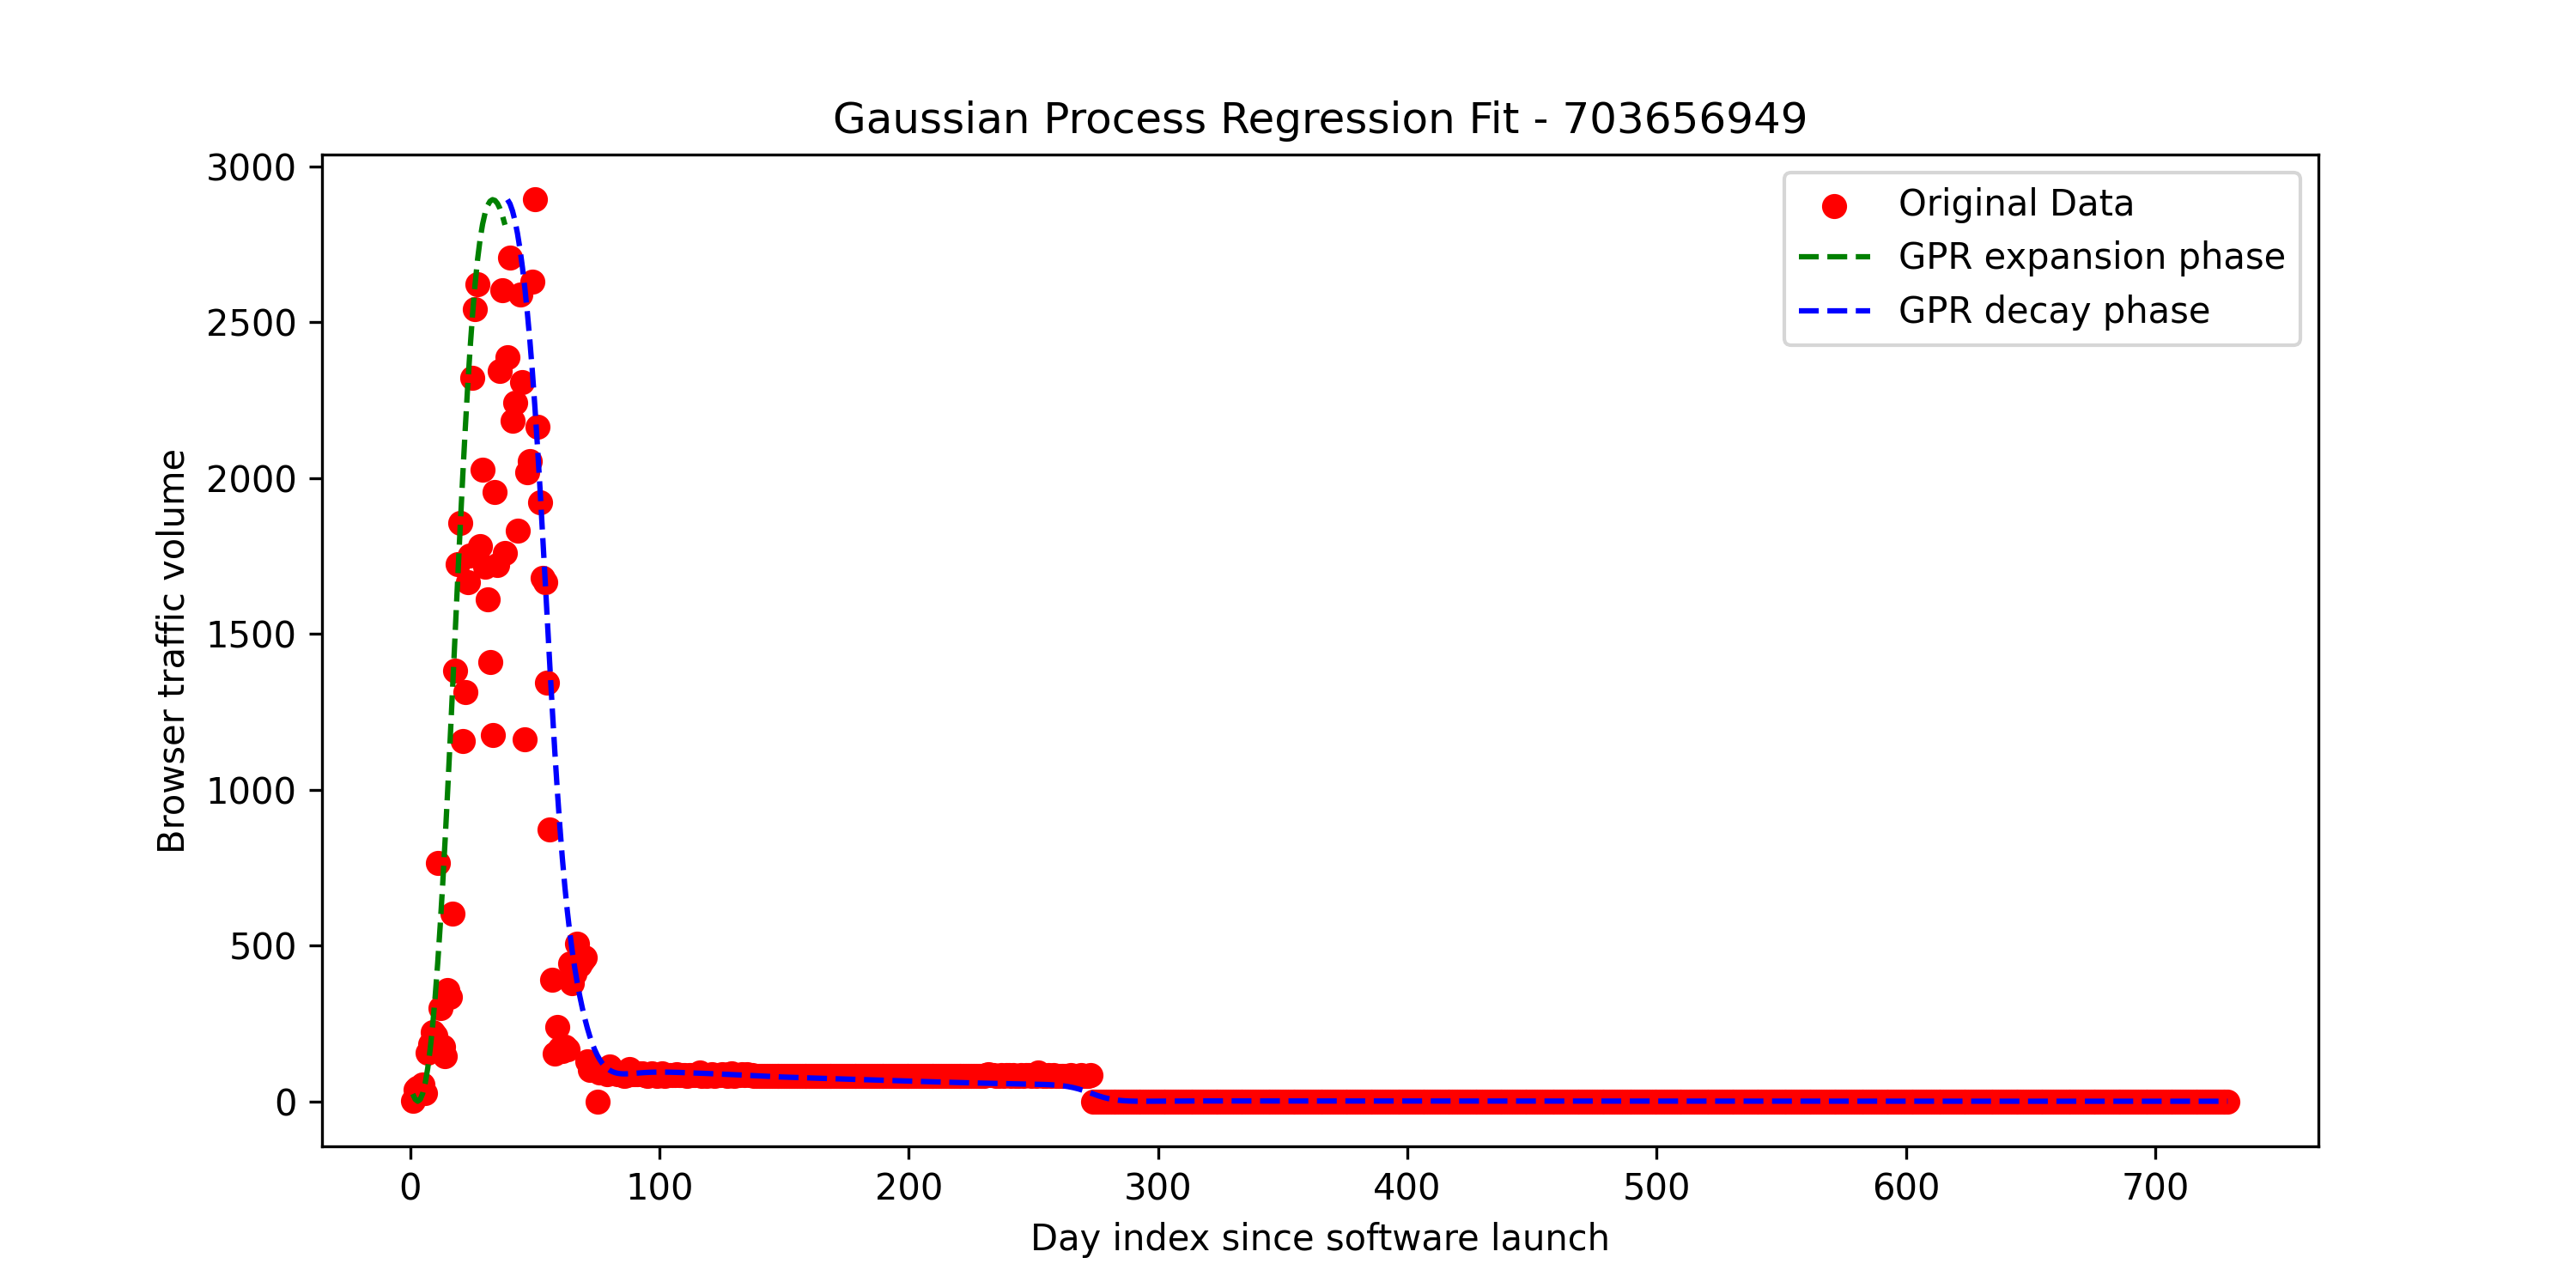 Gaussian Process Regression Fit - 703656949
3000
2500
2000
1500
1000
500
0
Browser traffic volume
Original Data
GPR expansion phase
GPR decay phase
0 100 200 300 400 500 600 700
Day index since software launch